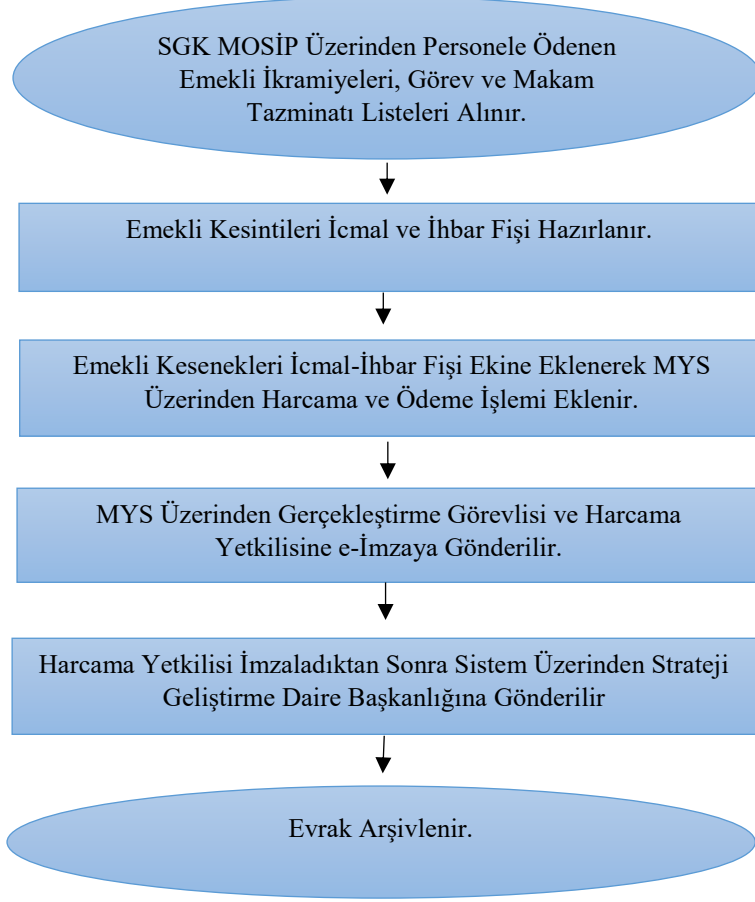 SGK MOSİP Üzerinden Personele Ödenen
Emekli İkramiyeleri, Görev ve Makam
Tazminatı Listeleri Alınır.
Emekli Kesintileri İcmal ve İhbar Fişi Hazırlanır.
Emekli Kesenekleri İcmal-İhbar Fişi Ekine Eklenerek MYS
Üzerinden Harcama ve Ödeme İşlemi Eklenir.
MYS Üzerinden Gerçekleştirme Görevlisi ve Harcama
Yetkilisine e-İmzaya Gönderilir.
Harcama Yetkilisi İmzaladıktan Sonra Sistem Üzerinden Strateji
Geliştirme Daire Başkanlığına Gönderilir
Evrak Arşivlenir.